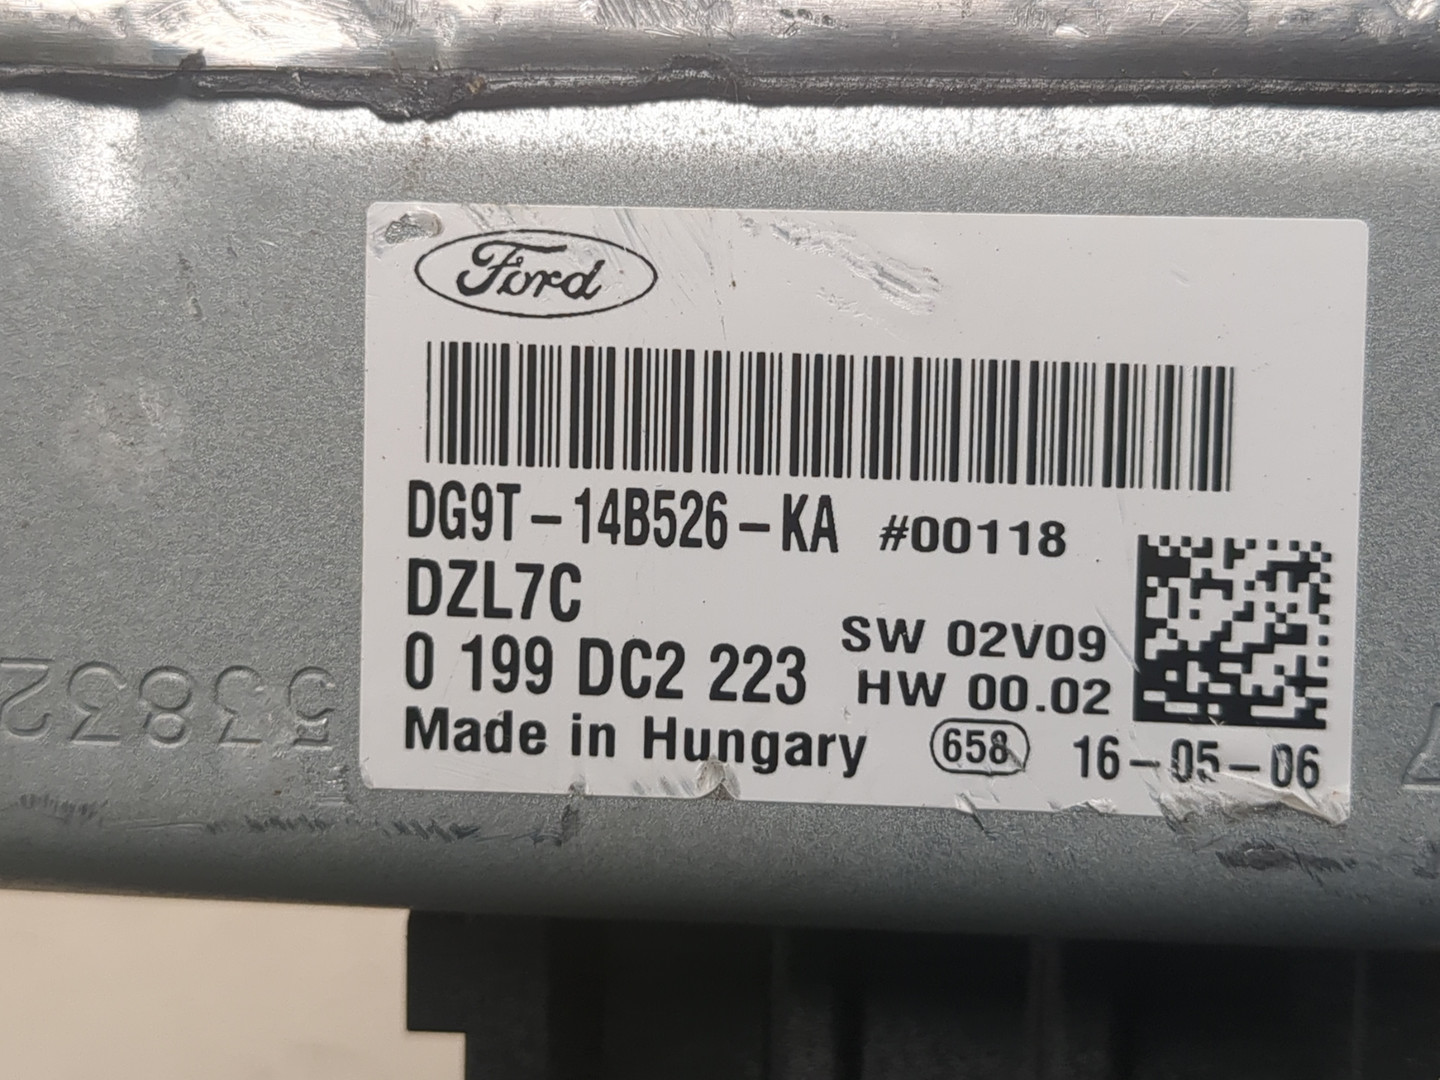 Ford
DG9T-14B526-KA #00118
DZL7C
0 199 DC2 223
SW 02V09
HW 00.02
Made in Hungary
658
16-05-06